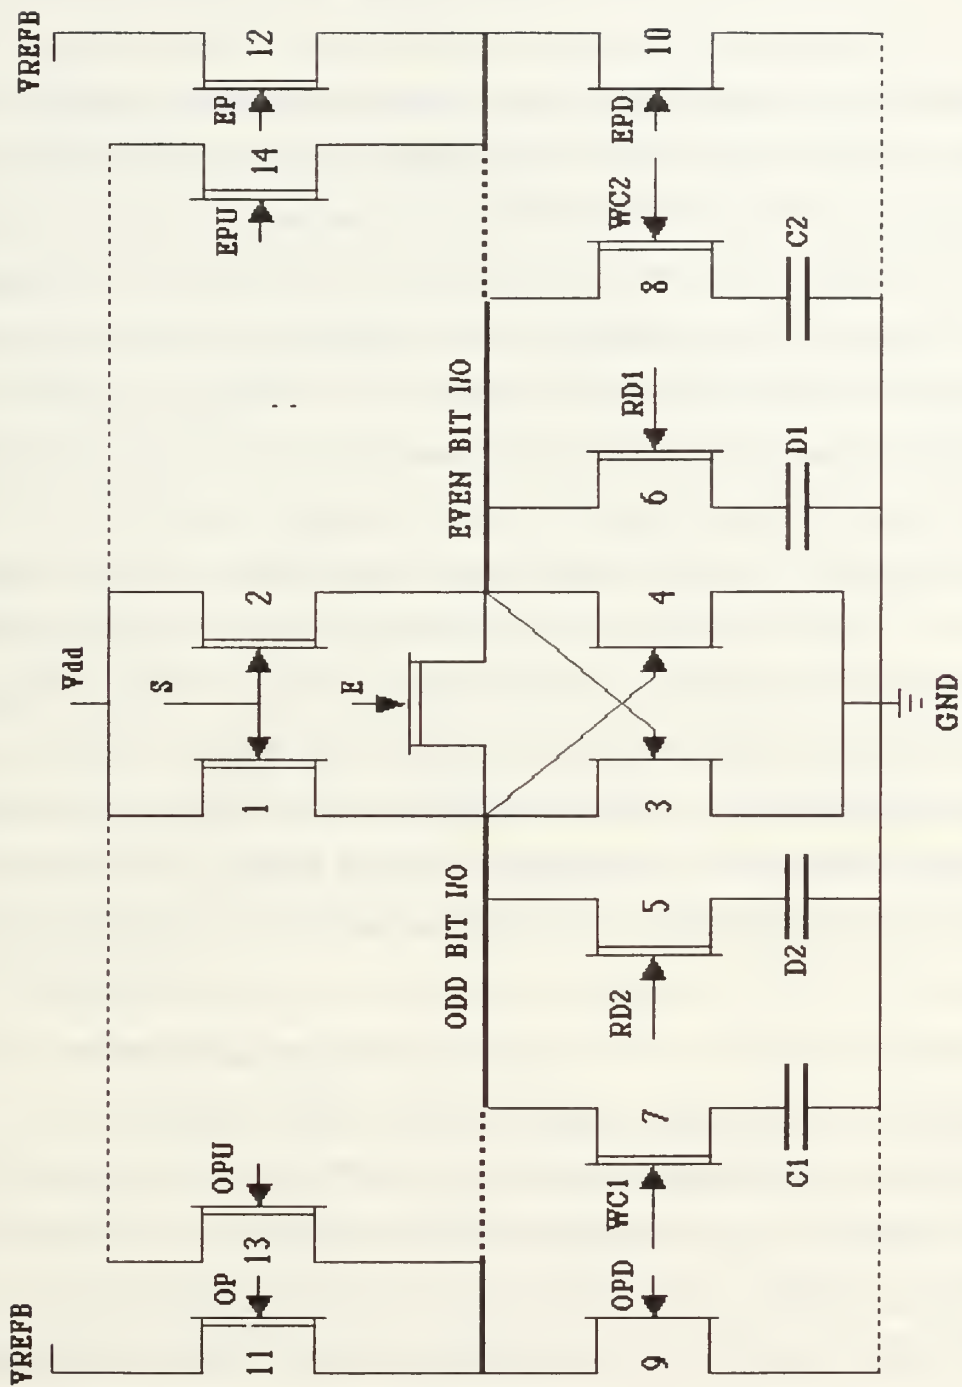 VREFB
VREFB
Vdd
S
OP
OPU
EPU
EP
11
13
1
2
14
12
E
ODD BIT I/O
EVEN BIT I/O
OPD
WC1
RD2
RD1
WC2
EPD
9
7
5
3
4
6
8
10
C1
D2
D1
C2
GND